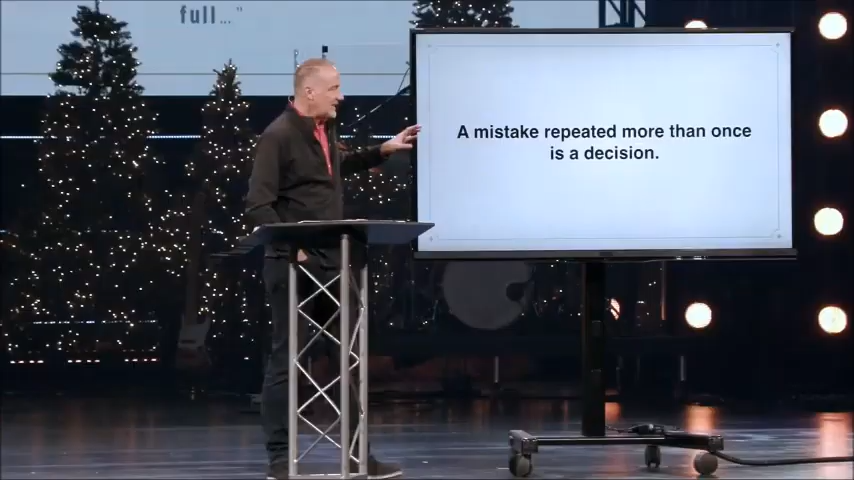 full..."
A mistake repeated more than once
is a decision.